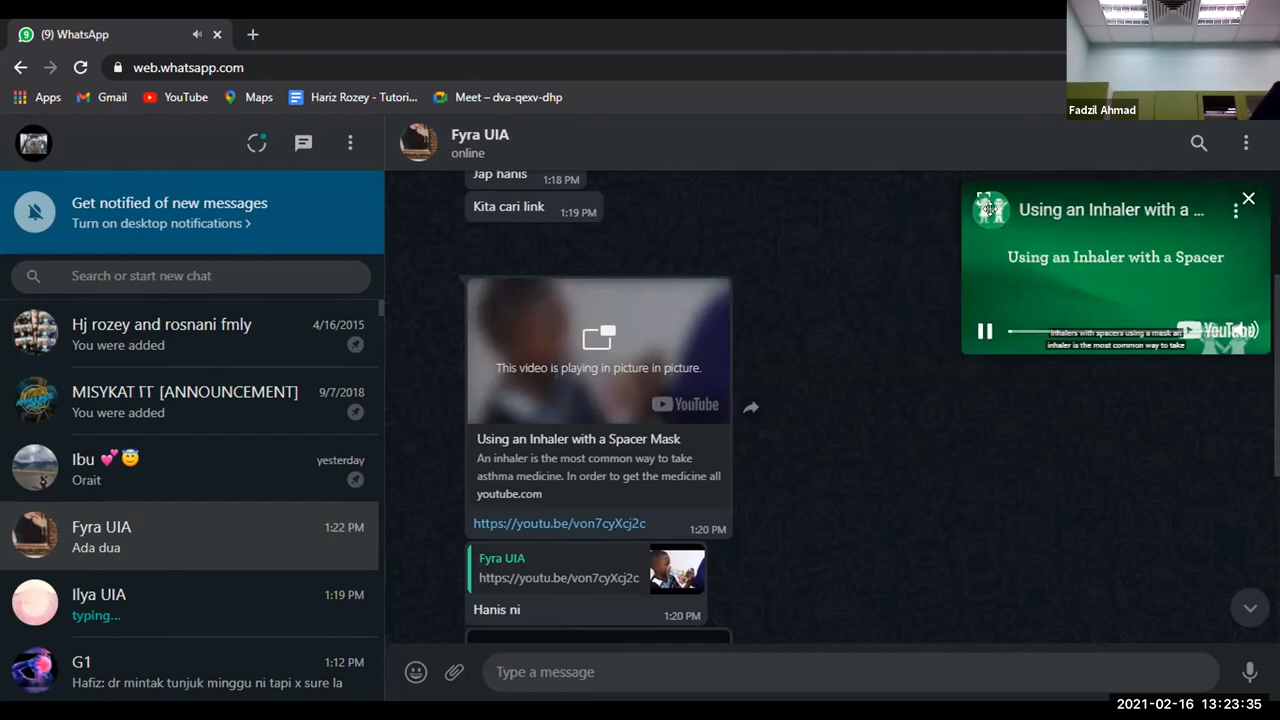 (9) WhatsApp
web.whatsapp.com
Apps
Gmail
YouTube
Maps
Hariz Rozey - Tutori...
Meet – dva-qexv-dhp
Fadzil Ahmad
Get notified of new messages
Turn on desktop notifications >
Search or start new chat
Hj rozey and rosnani fmly 4/16/2015
You were added
MISYKAT ΓΓ [ANNOUNCEMENT] 9/7/2018
You were added
Ibu 💕😇 yesterday
Orait
Fyra UIA 1:22 PM
Ada dua
Ilya UIA 1:19 PM
typing...
G1 1:12 PM
Hafiz: dr mintak tunjuk minggu ni tapi x sure la
Fyra UIA
online
Jap hanis 1:18 PM
Kita cari link 1:19 PM
This video is playing in picture in picture.
YouTube
Using an Inhaler with a Spacer Mask
An inhaler is the most common way to take
asthma medicine. In order to get the medicine all
youtube.com
https://youtu.be/von7cyXcj2c 1:20 PM
Fyra UIA
https://youtu.be/von7cyXcj2c
Hanis ni 1:20 PM
Type a message
Using an Inhaler with a ...
Using an Inhaler with a Spacer
YouTube
inhalers with spacers using a mask an
inhaler is the most common way to take
2021-02-16 13:23:35